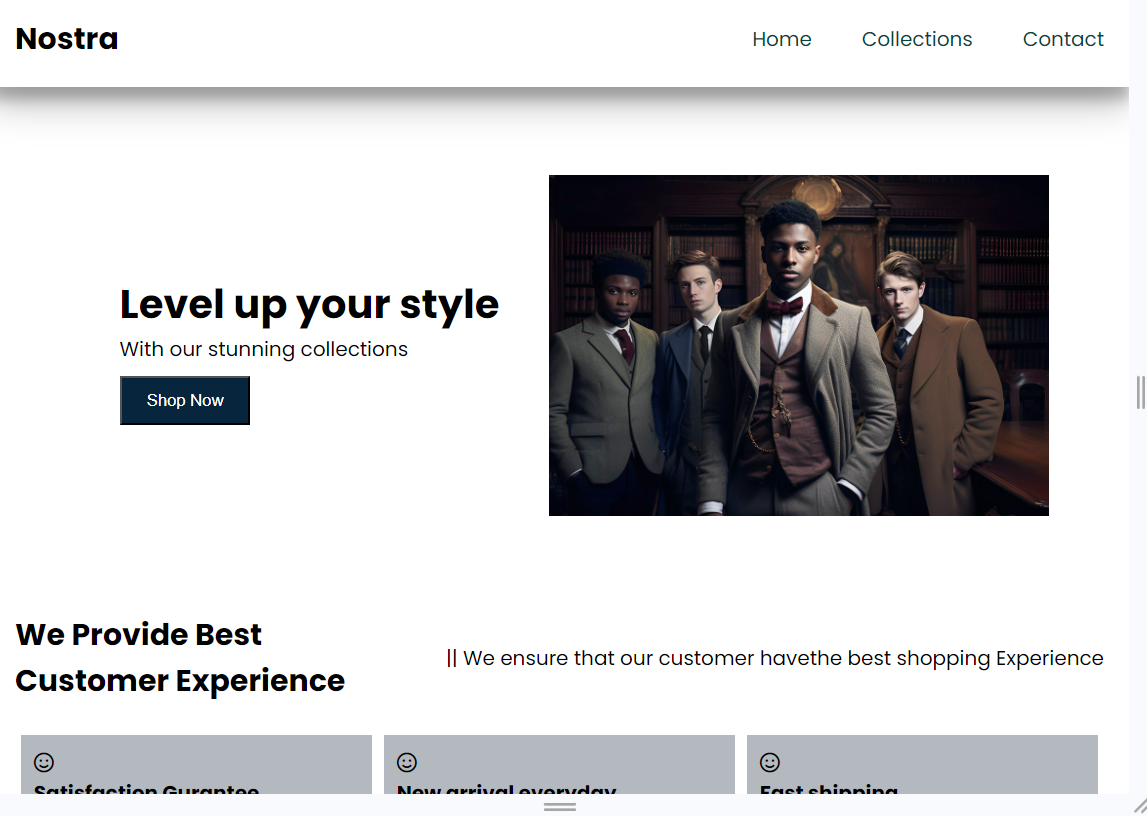 Nostra
Home Collections Contact
Level up your style
With our stunning collections
Shop Now
We Provide Best
Customer Experience
|| We ensure that our customer havethe best shopping Experience
Satisfaction Gurantee
New arrival everyday
Fast shipping